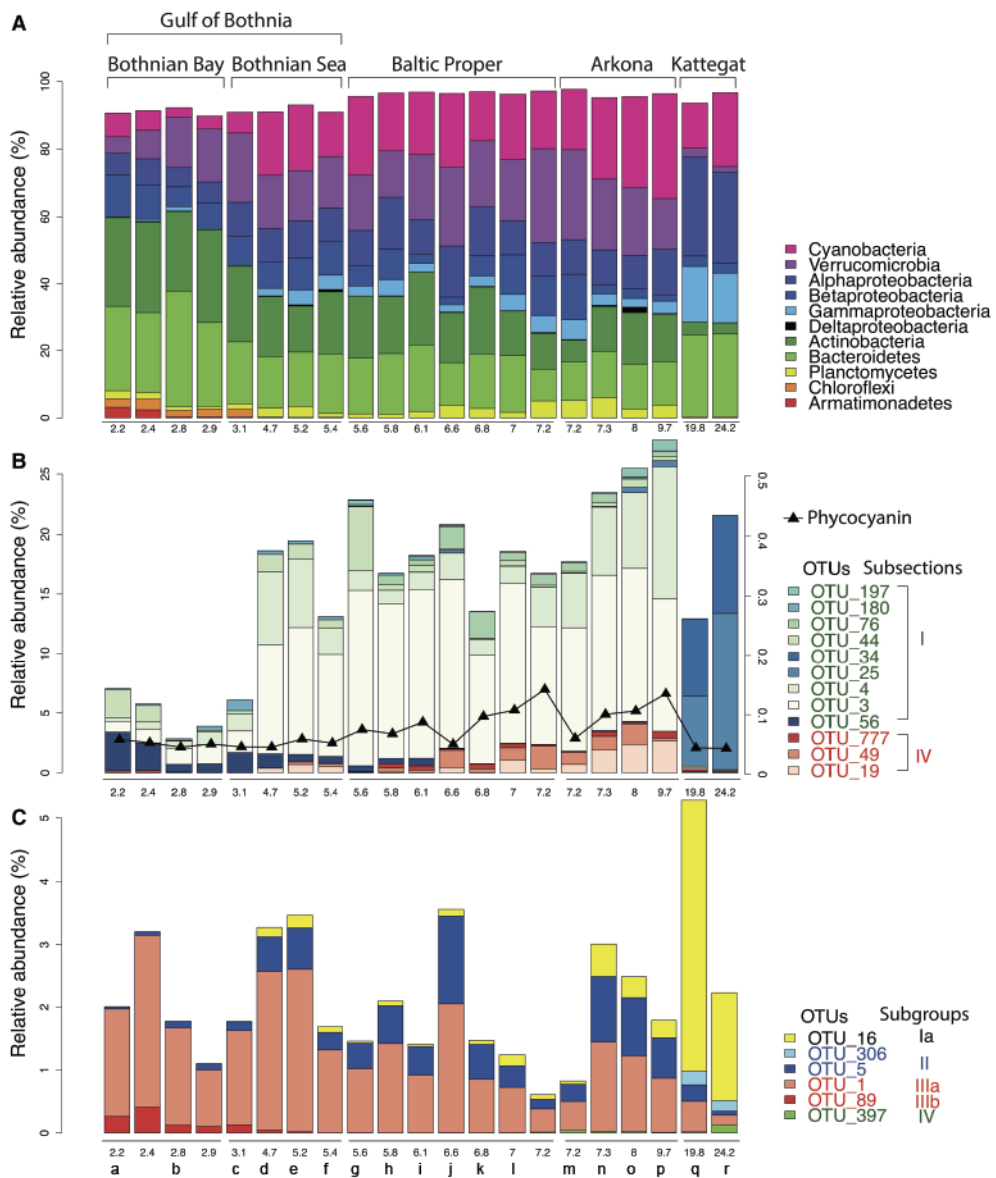 A
Gulf of Bothnia
Bothnian Bay Bothnian Sea Baltic Proper Arkona Kattegat
Relative abundance (%)
100
80
60
40
20
0
Cyanobacteria
Verrucomicrobia
Alphaproteobacteria
Betaproteobacteria
Gammaproteobacteria
Deltaproteobacteria
Actinobacteria
Bacteroidetes
Planctomycetes
Chloroflexi
Armatimonadetes
2.2 2.4 2.8 2.9 3.1 4.7 5.2 5.4 5.6 5.8 6.1 6.6 6.8 7 7.2 7.2 7.3 8 9.7 19.8 24.2
B
Relative abundance (%)
25
20
15
10
5
0
0.5
0.4
0.3
0.2
0.1
0
Phycocyanin
OTUs Subsections
OTU_197
OTU_180
OTU_76
OTU_44
OTU_34 I
OTU_25
OTU_4
OTU_3
OTU_56
OTU_777
OTU_49 IV
OTU_19
2.2 2.4 2.8 2.9 3.1 4.7 5.2 5.4 5.6 5.8 6.1 6.6 6.8 7 7.2 7.2 7.3 8 9.7 19.8 24.2
C
Relative abundance (%)
5
4
3
2
1
0
OTUs Subgroups
OTU_16 Ia
OTU_306 II
OTU_5
OTU_1 IIIa
OTU_89 IIIb
OTU_397 IV
2.2 2.4 2.8 2.9 3.1 4.7 5.2 5.4 5.6 5.8 6.1 6.6 6.8 7 7.2 7.2 7.3 8 9.7 19.8 24.2
a b c d e f g h i j k l m n o p q r